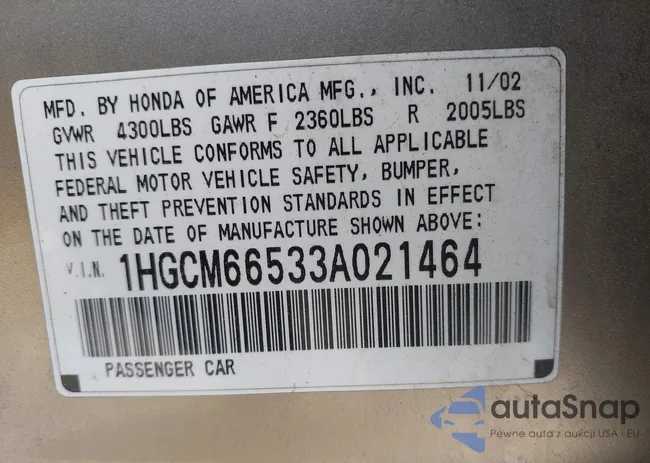 MFD. BY HONDA OF AMERICA MFG., INC. 11/02
GVWR 4300LBS GAWR F 2360LBS R 2005LBS
THIS VEHICLE CONFORMS TO ALL APPLICABLE
FEDERAL MOTOR VEHICLE SAFETY, BUMPER,
AND THEFT PREVENTION STANDARDS IN EFFECT
ON THE DATE OF MANUFACTURE SHOWN ABOVE:
V.I.N. 1HGCM66533A021464
PASSENGER CAR
autaSnap
Pewne auta z aukcji USA i EU